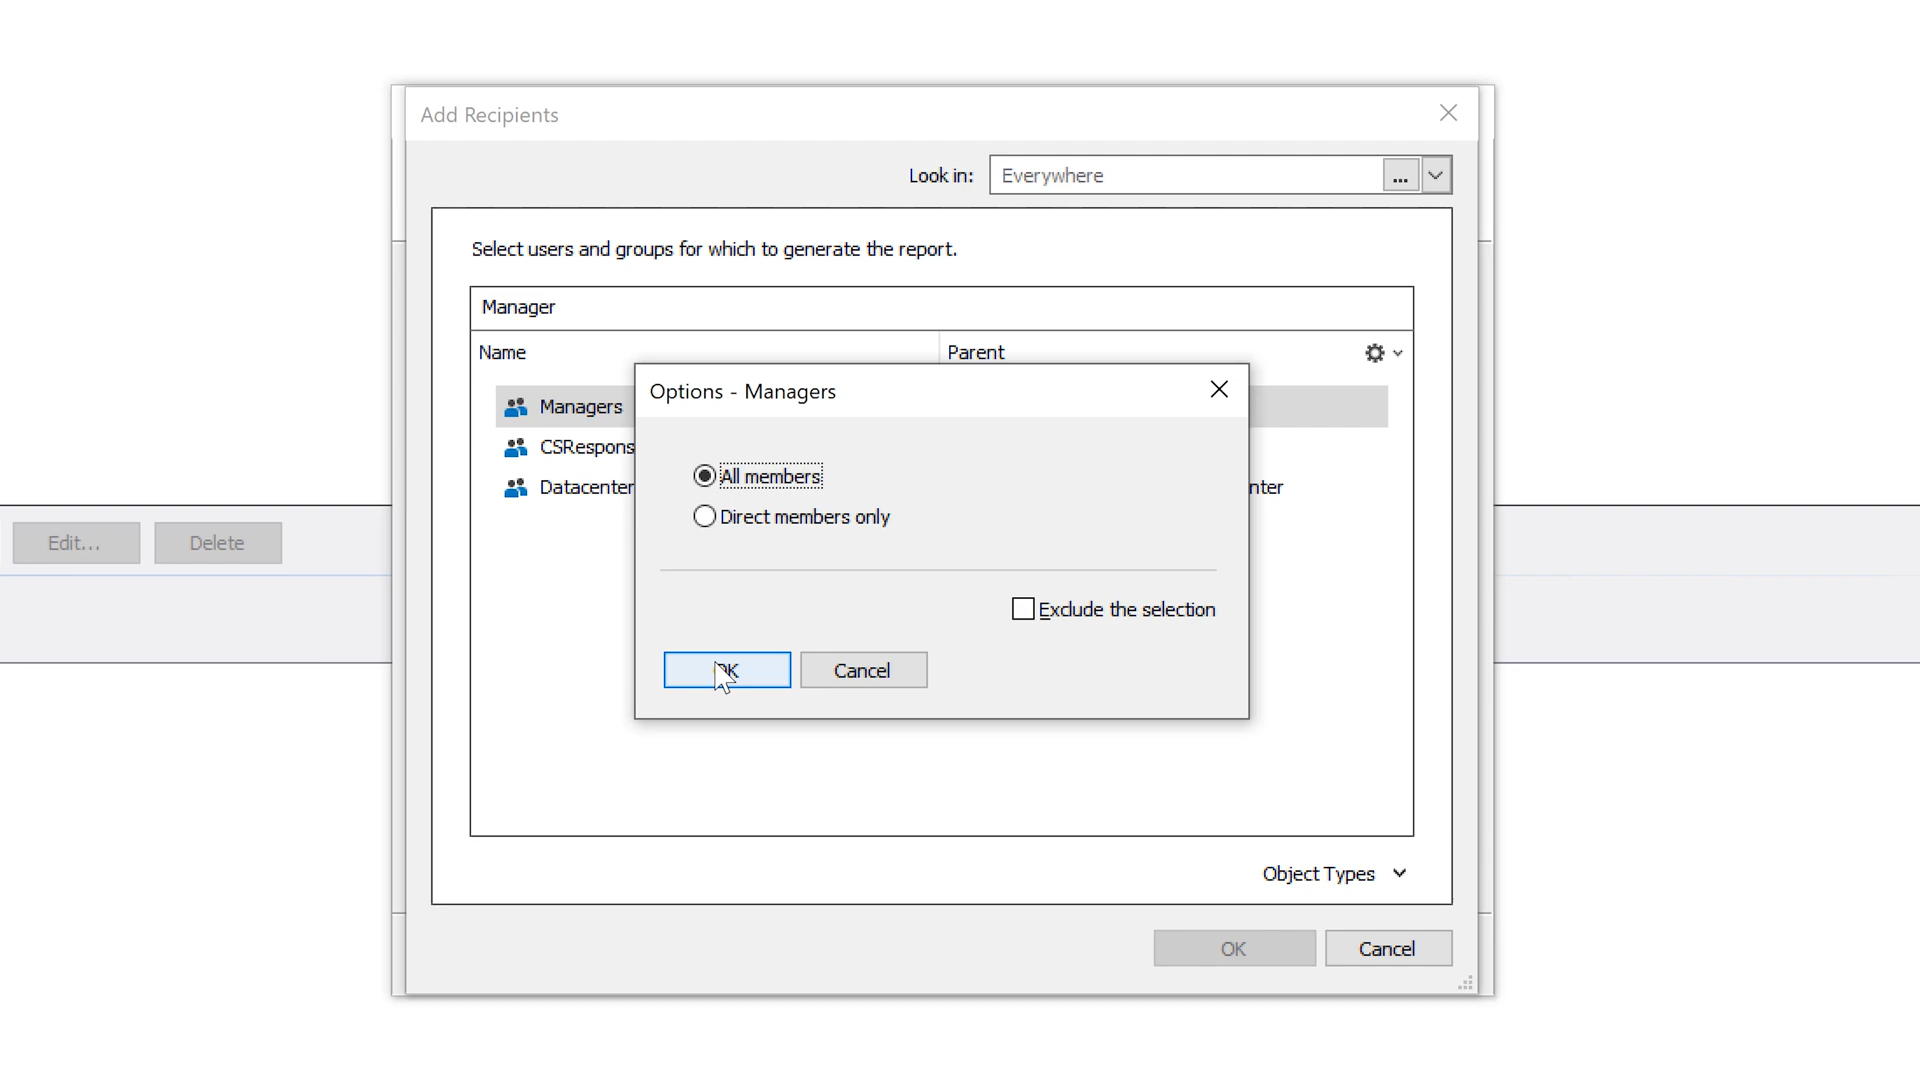 Add Recipients
Look in: Everywhere ...
Select users and groups for which to generate the report.
Manager
Name Parent
Options - Managers
Managers
CSRespons
Datacenter
nter
All members
Direct members only
Exclude the selection
OK Cancel
Edit... Delete
Object Types
OK Cancel